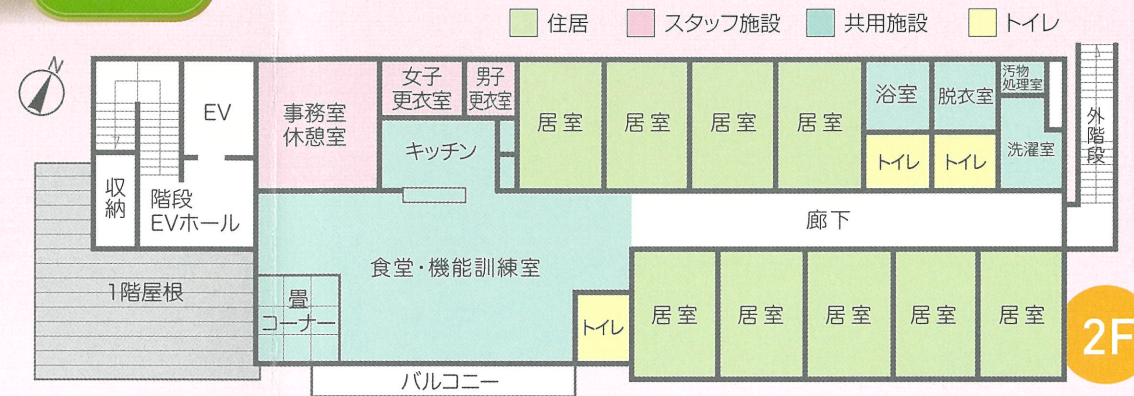 住居
スタッフ施設
共用施設
トイレ
N
EV
事務室
休憩室
女子
更衣室
男子
更衣室
居室
居室
居室
居室
浴室
脱衣室
汚物
処理室
外階段
キッチン
トイレ
トイレ
洗濯室
収納
階段
EVホール
廊下
食堂・機能訓練室
1階屋根
畳
コーナー
トイレ
居室
居室
居室
居室
居室
2F
バルコニー